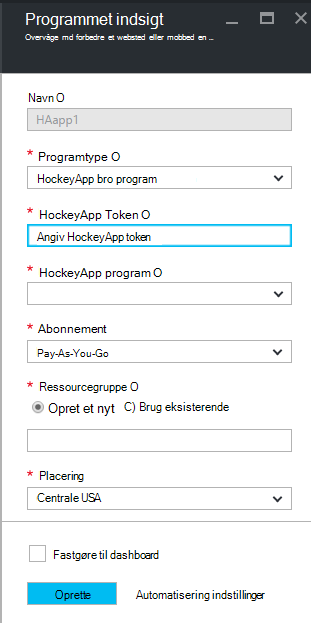 Programmet indsigt
Overvåge md forbedre et websted eller mobbed en ...
Navn O
HAapp1
* Programtype O
HockeyApp bro program
* HockeyApp Token O
Angiv HockeyApp token
* HockeyApp program O
* Abonnement
Pay-As-You-Go
* Ressourcegruppe O
Opret et nyt C) Brug eksisterende
* Placering
Centrale USA
Fastgøre til dashboard
Oprette Automatisering indstillinger